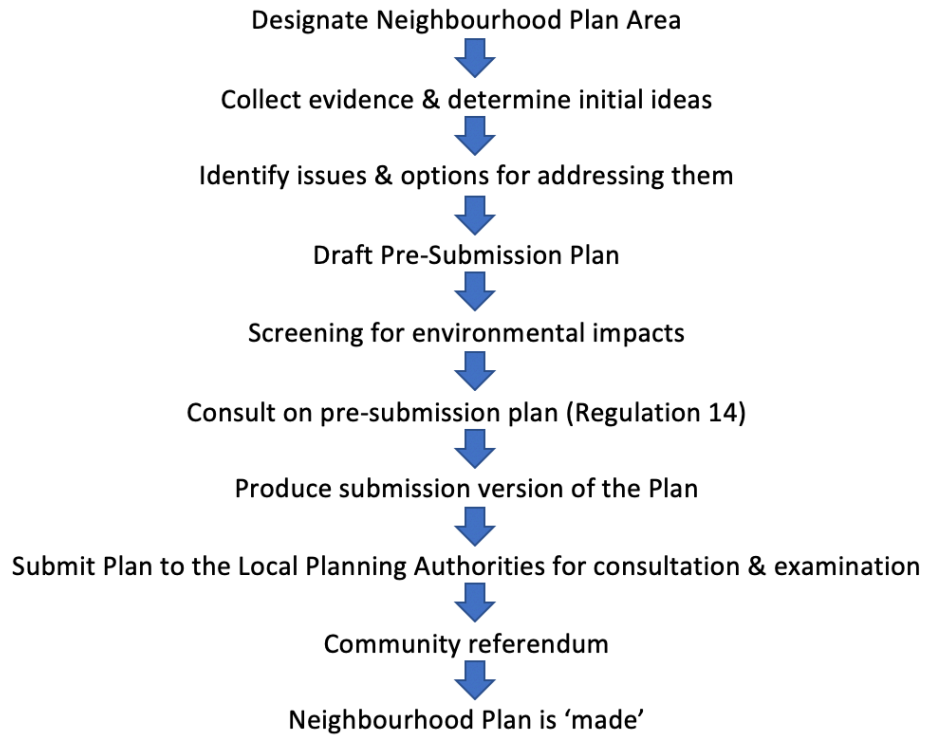 Designate Neighbourhood Plan Area
Collect evidence & determine initial ideas
Identify issues & options for addressing them
Draft Pre-Submission Plan
Screening for environmental impacts
Consult on pre-submission plan (Regulation 14)
Produce submission version of the Plan
Submit Plan to the Local Planning Authorities for consultation & examination
Community referendum
Neighbourhood Plan is ‘made’